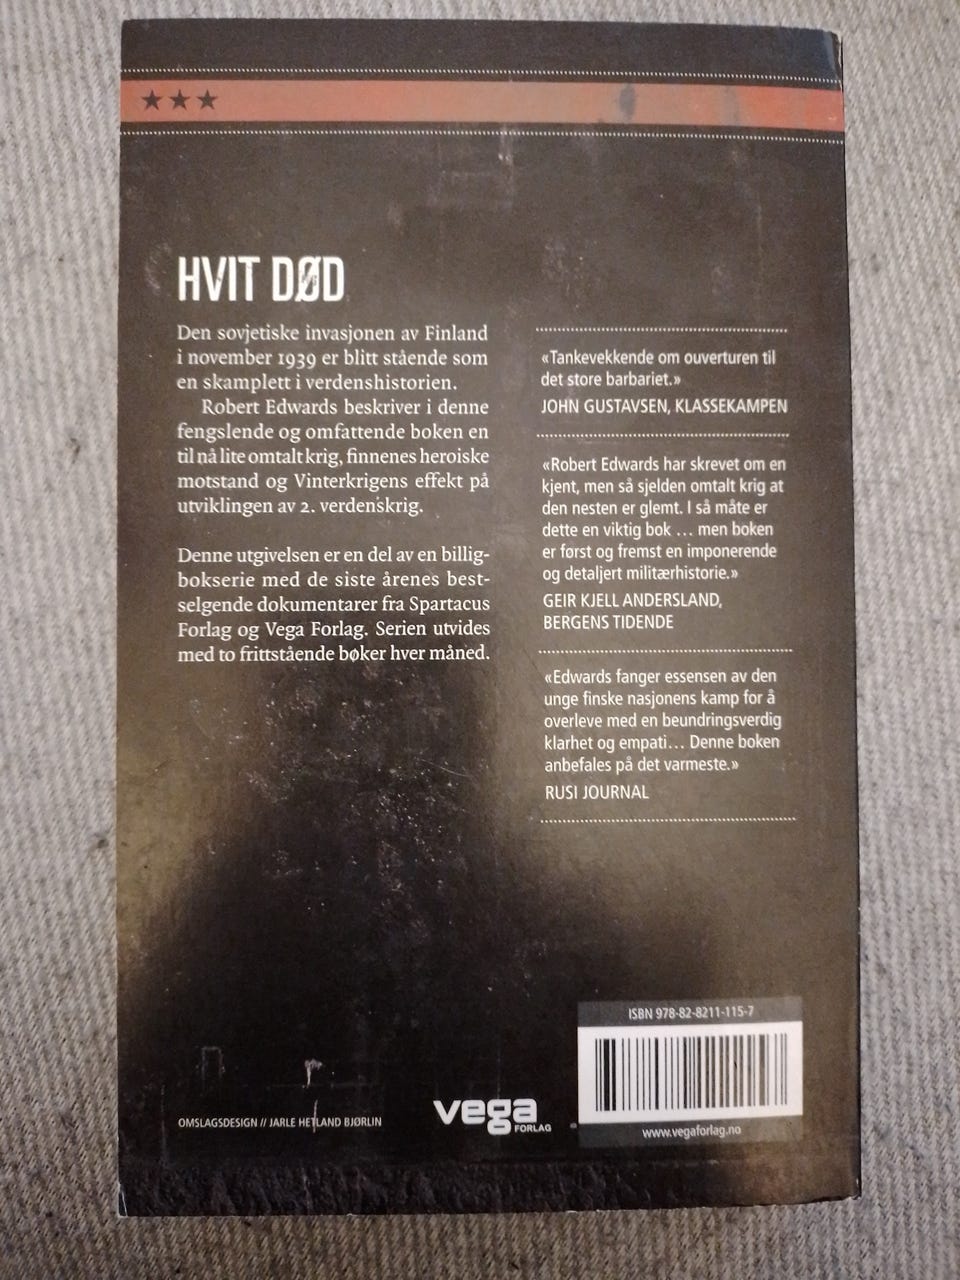 HVIT DØD
Den sovjetiske invasjonen av Finland
i november 1939 er blitt stående som
en skamplett i verdenshistorien.
Robert Edwards beskriver i denne
fengslende og omfattende boken en
til nå lite omtalt krig, finnenes heroiske
motstand og Vinterkrigens effekt på
utviklingen av 2. verdenskrig.
Denne utgivelsen er en del av en billig-
bokserie med de siste årenes best-
selgende dokumentarer fra Spartacus
Forlag og Vega Forlag. Serien utvides
med to frittstående bøker hver måned.
«Tankevekkende om ouverturen til
det store barbariet.»
JOHN GUSTAVSEN, KLASSEKAMPEN
«Robert Edwards har skrevet om en
kjent, men så sjelden omtalt krig at
den nesten er glemt. I så måte er
dette en viktig bok ... men boken
er først og fremst en imponerende
og detaljert militærhistorie.»
GEIR KJELL ANDERSLAND,
BERGENS TIDENDE
«Edwards fanger essensen av den
unge finske nasjonens kamp for å
overleve med en beundringsverdig
klarhet og empati... Denne boken
anbefales på det varmeste.»
RUSI JOURNAL
ISBN 978-82-8211-115-7
www.vegaforlag.no
vega
FORLAG
OMSLAGSDESIGN // JARLE HETLAND BJØRLIN